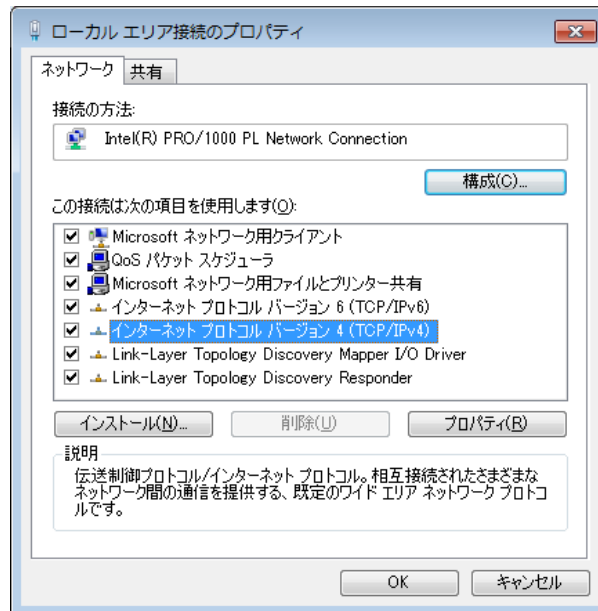 ローカル エリア接続のプロパティ
ネットワーク 共有
接続の方法:
Intel(R) PRO/1000 PL Network Connection
構成(C)...
この接続は次の項目を使用します(O):
Microsoft ネットワーク用クライアント
QoS パケット スケジューラ
Microsoft ネットワーク用ファイルとプリンター共有
インターネット プロトコル バージョン 6 (TCP/IPv6)
インターネット プロトコル バージョン 4 (TCP/IPv4)
Link-Layer Topology Discovery Mapper I/O Driver
Link-Layer Topology Discovery Responder
インストール(N)... 削除(U) プロパティ(R)
説明
伝送制御プロトコル/インターネット プロトコル。相互接続されたさまざまな
ネットワーク間の通信を提供する、既定のワイド エリア ネットワーク プロトコ
ルです。
OK キャンセル